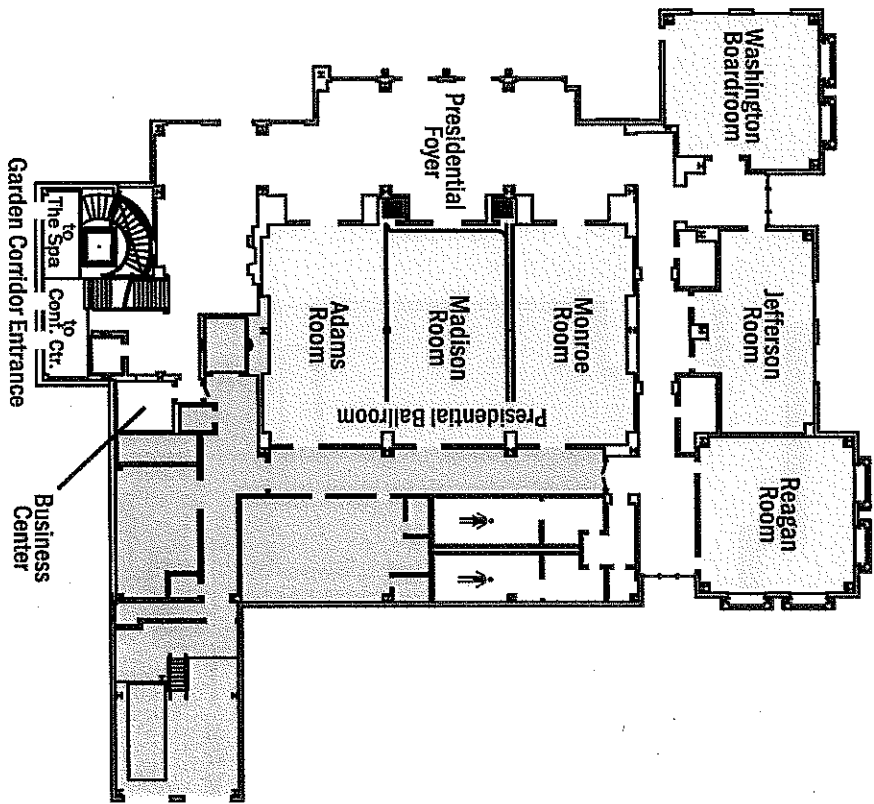 Washington
Boardroom
Presidential
Foyer
Jefferson
Room
Monroe
Room
Madison
Room
Adams
Room
Presidential Ballroom
Reagan
Room
to
The Spa
to
Conf. Ctr.
Garden Corridor Entrance
Business
Center